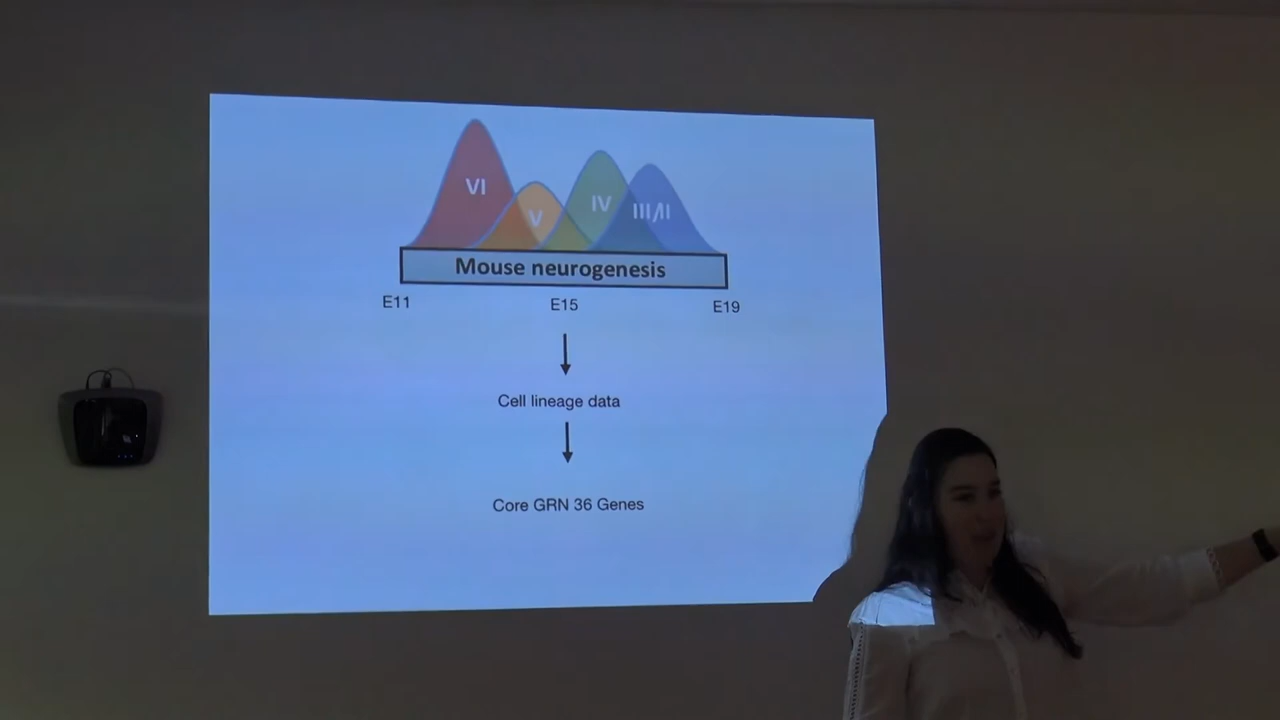 VI
V
IV
III/II
Mouse neurogenesis
E11
E15
E19
Cell lineage data
Core GRN 36 Genes